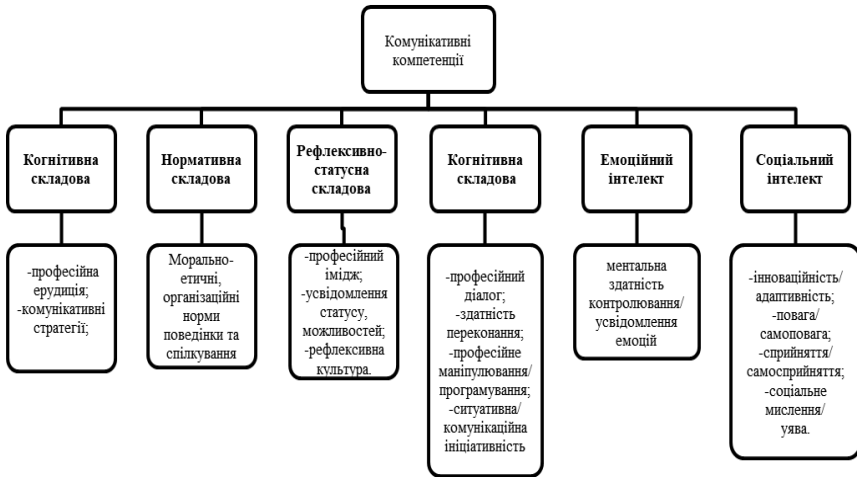 Комунікативні
компетенції
Когнітивна
складова
Нормативна
складова
Рефлексивно-
статусна
складова
Когнітивна
складова
Емоційний
інтелект
Соціальний
інтелект
-професійна
ерудиція;
-комунікативні
стратегії;
Морально-
етичні,
організаційні
норми
поведінки та
спілкування
-професійний
імідж;
-усвідомлення
статусу,
можливостей;
-рефлексивна
культура.
-професійний
діалог;
-здатність
переконання;
-професійне
маніпулювання/
програмування;
-ситуативна/
комунікаційна
ініціативність
ментальна
здатність
контролювання/
усвідомлення
емоцій
-інноваційність/
адаптивність;
-повага/
самоповага;
-сприйняття/
самосприйняття;
-соціальне
мислення/
уява.